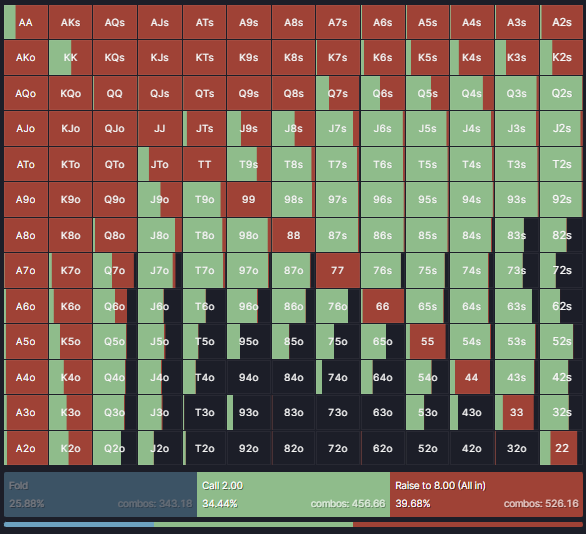 AA AKs AQs AJs ATs A9s A8s A7s A6s A5s A4s A3s A2s
AKo KK KQs KJs KTs K9s K8s K7s K6s K5s K4s K3s K2s
AQo KQo QQ QJs QTs Q9s Q8s Q7s Q6s Q5s Q4s Q3s Q2s
AJo KJo QJo JJ JTs J9s J8s J7s J6s J5s J4s J3s J2s
ATo KTo QTo JTo TT T9s T8s T7s T6s T5s T4s T3s T2s
A9o K9o Q9o J9o T9o 99 98s 97s 96s 95s 94s 93s 92s
A8o K8o Q8o J8o T8o 98o 88 87s 86s 85s 84s 83s 82s
A7o K7o Q7o J7o T7o 97o 87o 77 76s 75s 74s 73s 72s
A6o K6o Q6o J6o T6o 96o 86o 76o 66 65s 64s 63s 62s
A5o K5o Q5o J5o T5o 95o 85o 75o 65o 55 54s 53s 52s
A4o K4o Q4o J4o T4o 94o 84o 74o 64o 54o 44 43s 42s
A3o K3o Q3o J3o T3o 93o 83o 73o 63o 53o 43o 33 32s
A2o K2o Q2o J2o T2o 92o 82o 72o 62o 52o 42o 32o 22
Fold Call 2.00 Raise to 8.00 (All in)
25.88% combos: 343.18 34.44% combos: 456.66 39.68% combos: 526.16